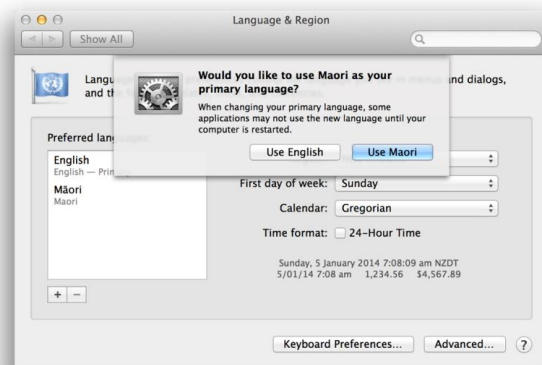 Language & Region
Show All
Would you like to use Maori as your
primary language?
When changing your primary language, some
applications may not use the new language until your
computer is restarted.
Use English
Use Maori
and dialogs,
and th
Preferred lan
English
English — Prim
Māori
Maori
First day of week: Sunday
Calendar: Gregorian
Time format: 24-Hour Time
Sunday, 5 January 2014 7:08:09 am NZDT
5/01/14 7:08 am 1,234.56 $4,567.89
+ −
Keyboard Preferences...
Advanced...
?